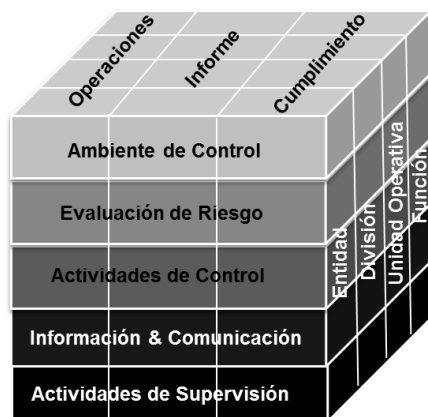 Operaciones
Informe
Cumplimiento
Ambiente de Control
Evaluación de Riesgo
Actividades de Control
Información & Comunicación
Actividades de Supervisión
Entidad
División
Unidad Operativa
Función